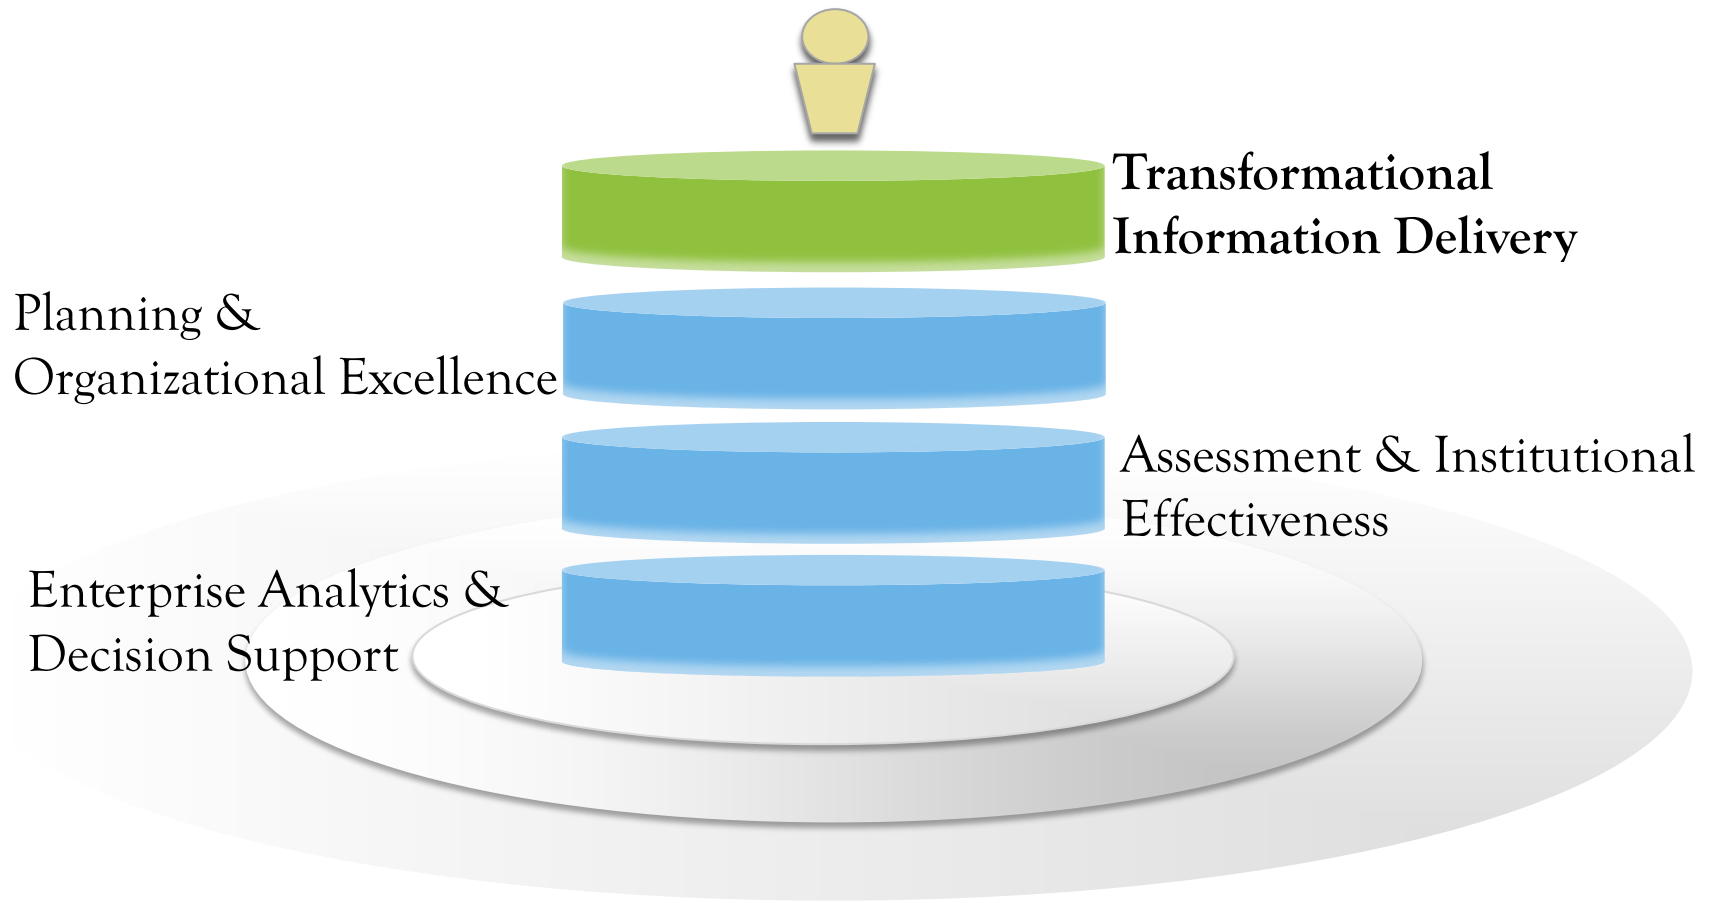 Transformational
Information Delivery
Planning &
Organizational Excellence
Assessment & Institutional
Effectiveness
Enterprise Analytics &
Decision Support